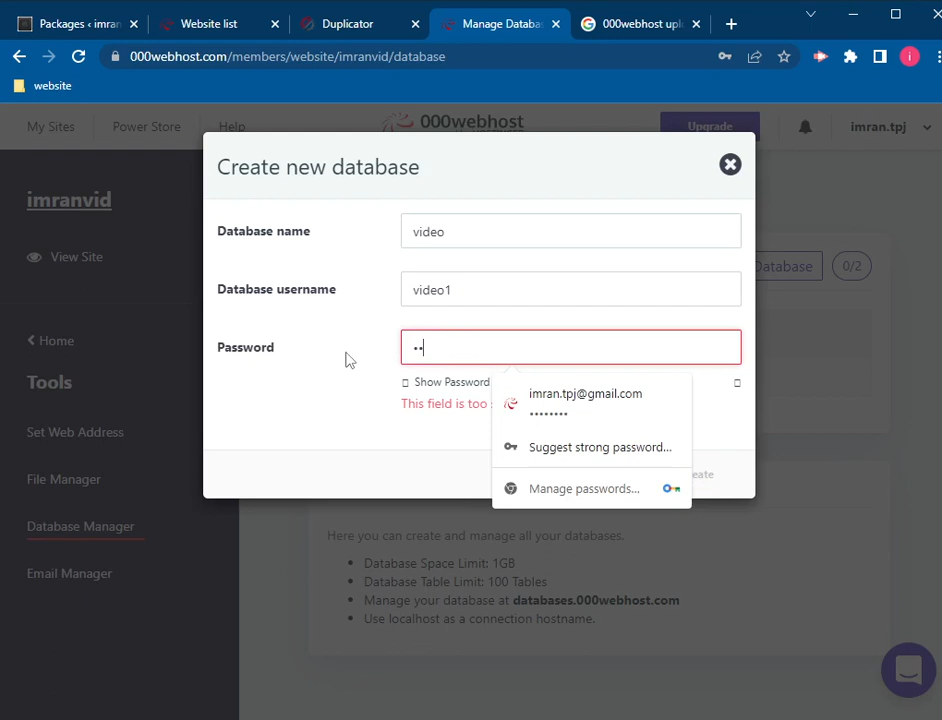 Packages ‹ imran
Website list
Duplicator
Manage Databas
000webhost upl
000webhost.com/members/website/imranvid/database
i
website
My Sites
Power Store
Help
000webhost
Upgrade
imran.tpj
imranvid
View Site
Home
Tools
Set Web Address
File Manager
Database Manager
Email Manager
Create new database
Database name
video
Database username
video1
Password
••
Show Password
This field is too
imran.tpj@gmail.com
••••••••
Suggest strong password...
Manage passwords...
reate
Database
0/2
Here you can create and manage all your databases.
Database Space Limit: 1GB
Database Table Limit: 100 Tables
Manage your database at databases.000webhost.com
Use localhost as a connection hostname.